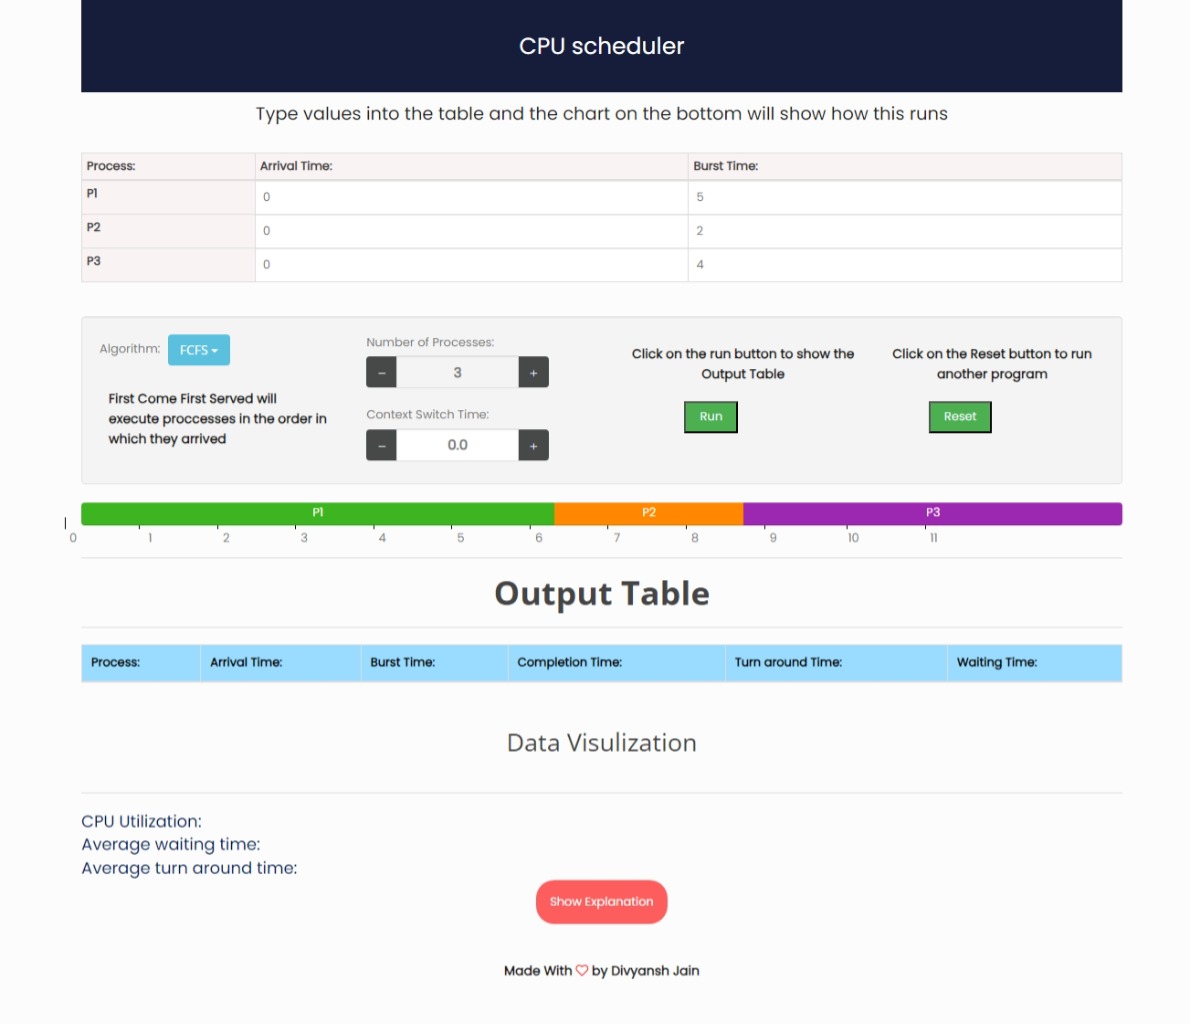 CPU scheduler
Type values into the table and the chart on the bottom will show how this runs
Process: Arrival Time: Burst Time:
P1 0 5
P2 0 2
P3 0 4
Algorithm: FCFS
First Come First Served will
execute proccesses in the order in
which they arrived
Number of Processes:
– 3 +
Context Switch Time:
– 0.0 +
Click on the run button to show the
Output Table
Run
Click on the Reset button to run
another program
Reset
P1 P2 P3
0 1 2 3 4 5 6 7 8 9 10 11
Output Table
Process: Arrival Time: Burst Time: Completion Time: Turn around Time: Waiting Time:
Data Visulization
CPU Utilization:
Average waiting time:
Average turn around time:
Show Explanation
Made With ♡ by Divyansh Jain